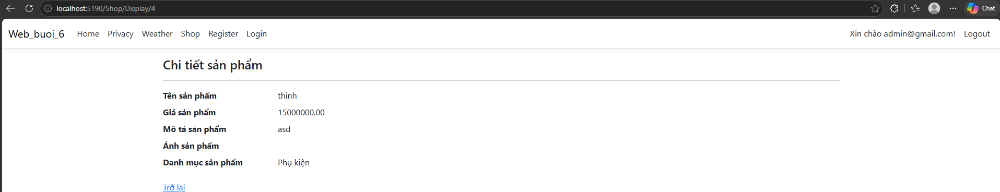 localhost:5190/Shop/Display/4
Chat
Web_buoi_6 Home Privacy Weather Shop Register Login Xin chào admin@gmail.com! Logout
Chi tiết sản phẩm
Tên sản phẩm thinh
Giá sản phẩm 15000000.00
Mô tả sản phẩm asd
Ảnh sản phẩm
Danh mục sản phẩm Phụ kiện
Trở lại